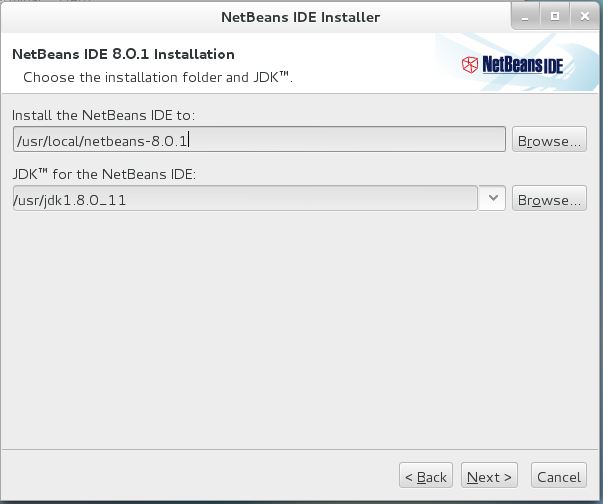 NetBeans IDE Installer
NetBeans IDE 8.0.1 Installation
Choose the installation folder and JDK™.
NetBeans IDE
Install the NetBeans IDE to:
/usr/local/netbeans-8.0.1
Browse...
JDK™ for the NetBeans IDE:
/usr/jdk1.8.0_11
Browse...
< Back
Next >
Cancel